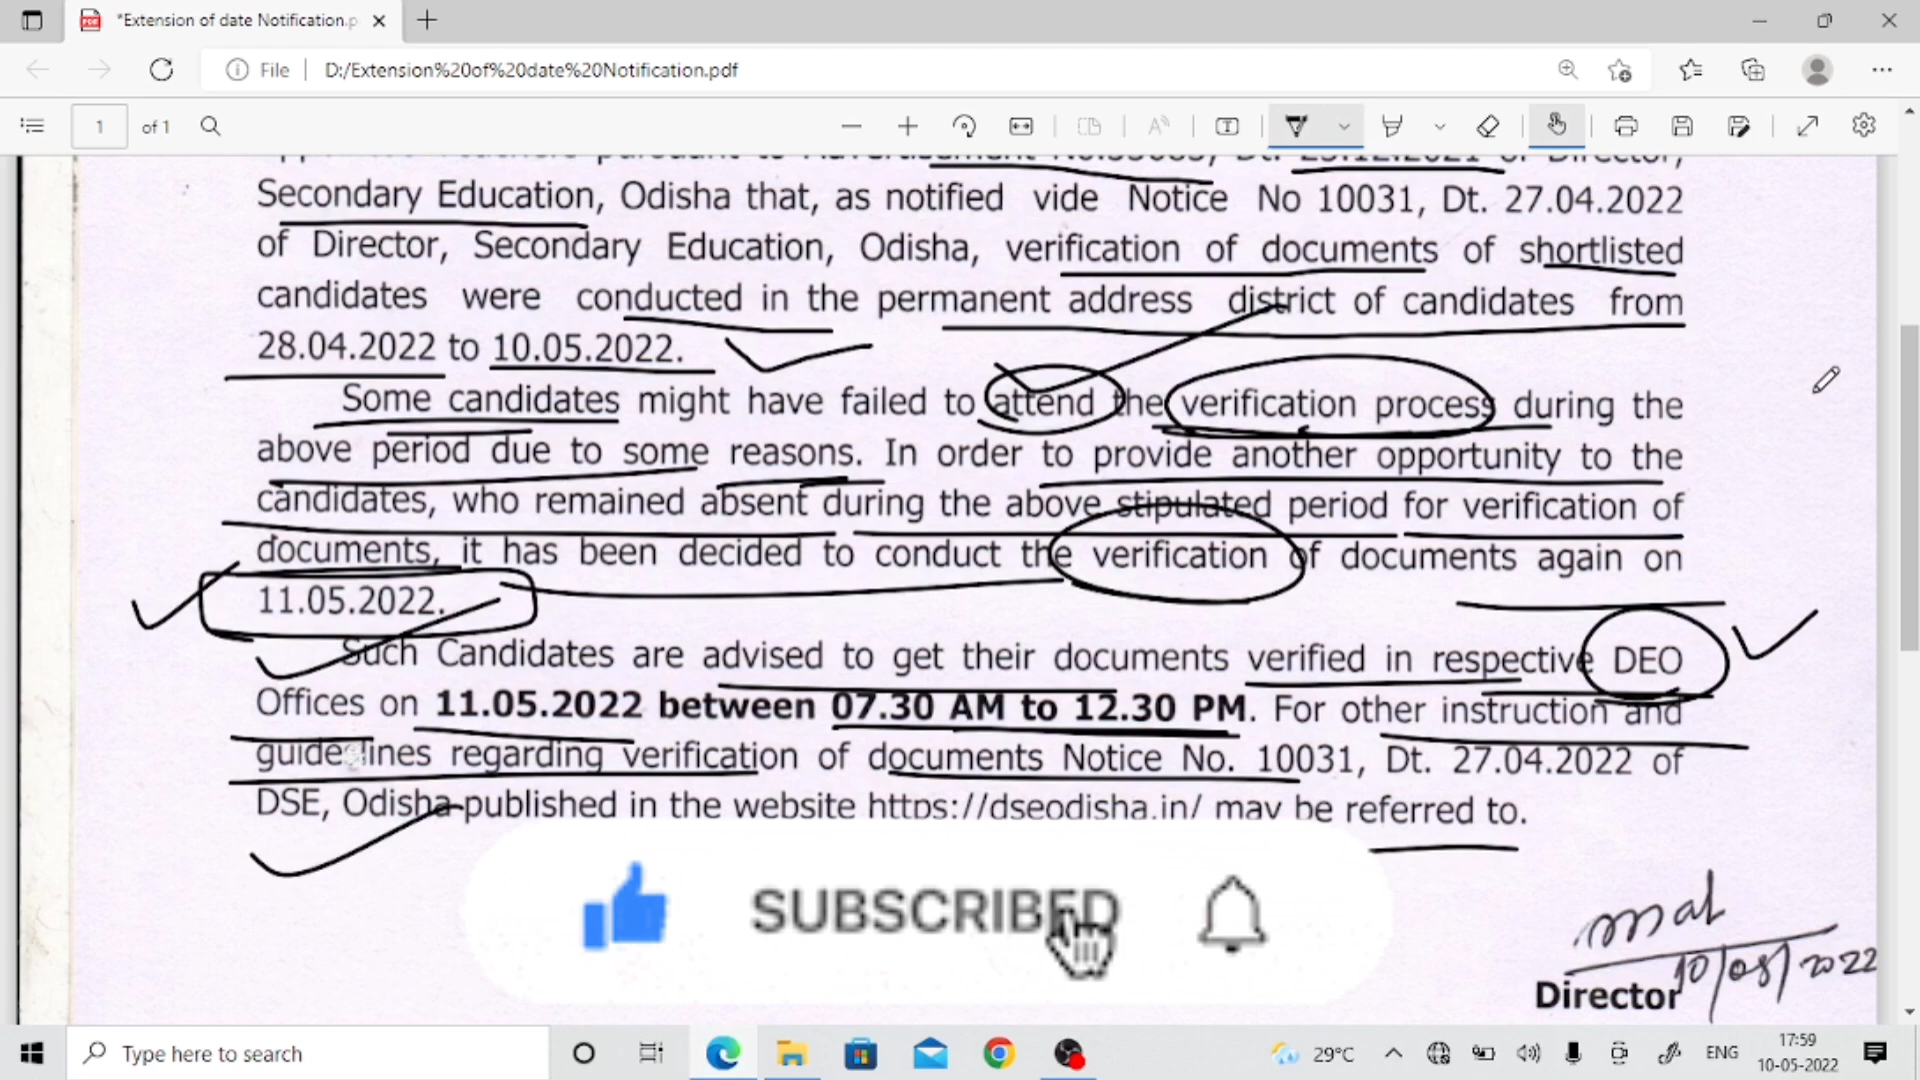 *Extension of date Notification.p
File
D:/Extension%20of%20date%20Notification.pdf
1 of 1
Advertisement No.
Secondary Education, Odisha that, as notified vide Notice No 10031, Dt. 27.04.2022
of Director, Secondary Education, Odisha, verification of documents of shortlisted
candidates were conducted in the permanent address district of candidates from
28.04.2022 to 10.05.2022.
Some candidates might have failed to attend the verification process during the
above period due to some reasons. In order to provide another opportunity to the
candidates, who remained absent during the above stipulated period for verification of
documents, it has been decided to conduct the verification of documents again on
11.05.2022.
Such Candidates are advised to get their documents verified in respective DEO
Offices on 11.05.2022 between 07.30 AM to 12.30 PM. For other instruction and
guidelines regarding verification of documents Notice No. 10031, Dt. 27.04.2022 of
DSE, Odisha published in the website https://dseodisha.in/ may be referred to.
SUBSCRIBED
10/05/2022
Director
Type here to search
29°C
ENG
17:59
10-05-2022